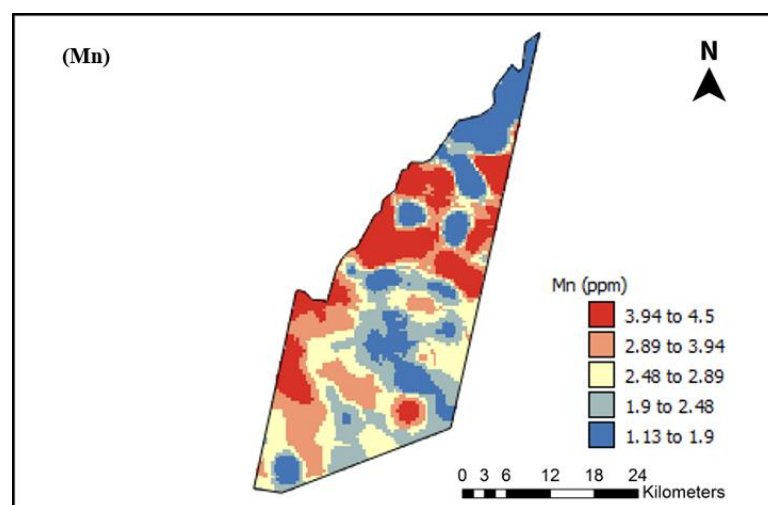 (Mn)
N
Mn (ppm)
3.94 to 4.5
2.89 to 3.94
2.48 to 2.89
1.9 to 2.48
1.13 to 1.9
0 3 6 12 18 24
Kilometers